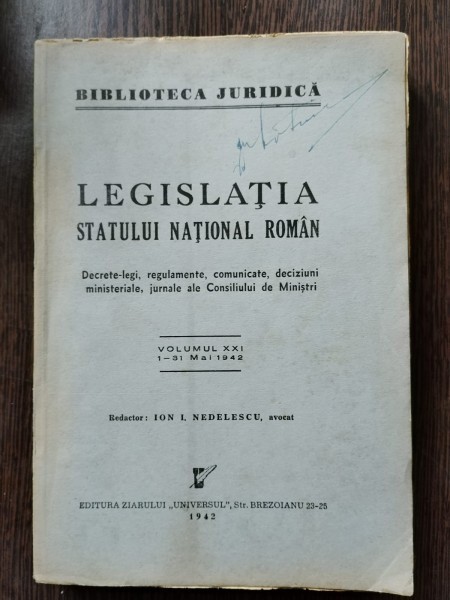 BIBLIOTECA JURIDICĂ
LEGISLAŢIA
STATULUI NAŢIONAL ROMÂN
Decrete-legi, regulamente, comunicate, deciziuni
ministeriale, jurnale ale Consiliului de Miniştri
VOLUMUL XXI
1—31 Mai 1942
Redactor: ION I. NEDELESCU, avocat
EDITURA ZIARULUI „UNIVERSUL", Str. BREZOIANU 23-25
1942